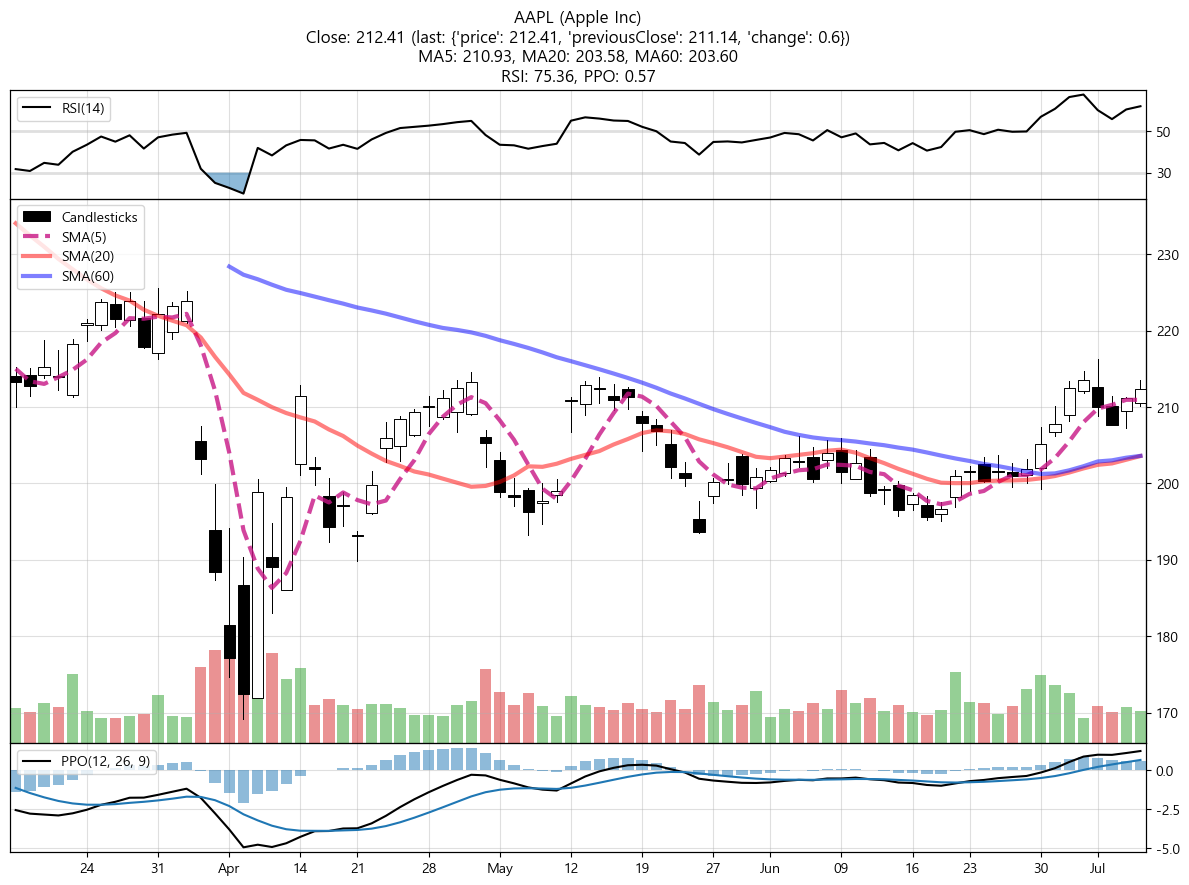 AAPL (Apple Inc)
Close: 212.41 (last: {'price': 212.41, 'previousClose': 211.14, 'change': 0.6})
MA5: 210.93, MA20: 203.58, MA60: 203.60
RSI: 75.36, PPO: 0.57
RSI(14)
50
30
Candlesticks
SMA(5)
SMA(20)
SMA(60)
230
220
210
200
190
180
170
PPO(12, 26, 9)
0.0
-2.5
-5.0
24 31 Apr 14 21 28 May 12 19 27 Jun 09 16 23 30 Jul